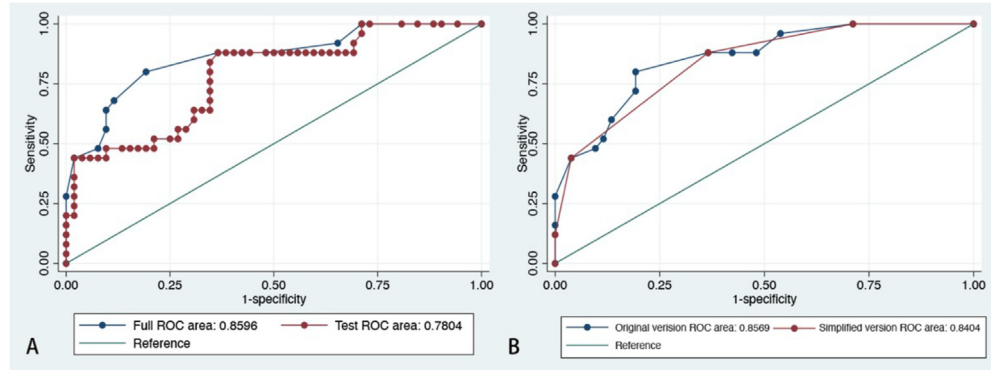 1.00
0.75
0.50
0.25
0.00
Sensitivity
0.00 0.25 0.50 0.75 1.00
1-specificity
Full ROC area: 0.8596 Test ROC area: 0.7804
Reference
A
1.00
0.75
0.50
0.25
0.00
Sensitivity
0.00 0.25 0.50 0.75 1.00
1-specificity
Original verision ROC area: 0.8569 Simplified version ROC area: 0.8404
Reference
B